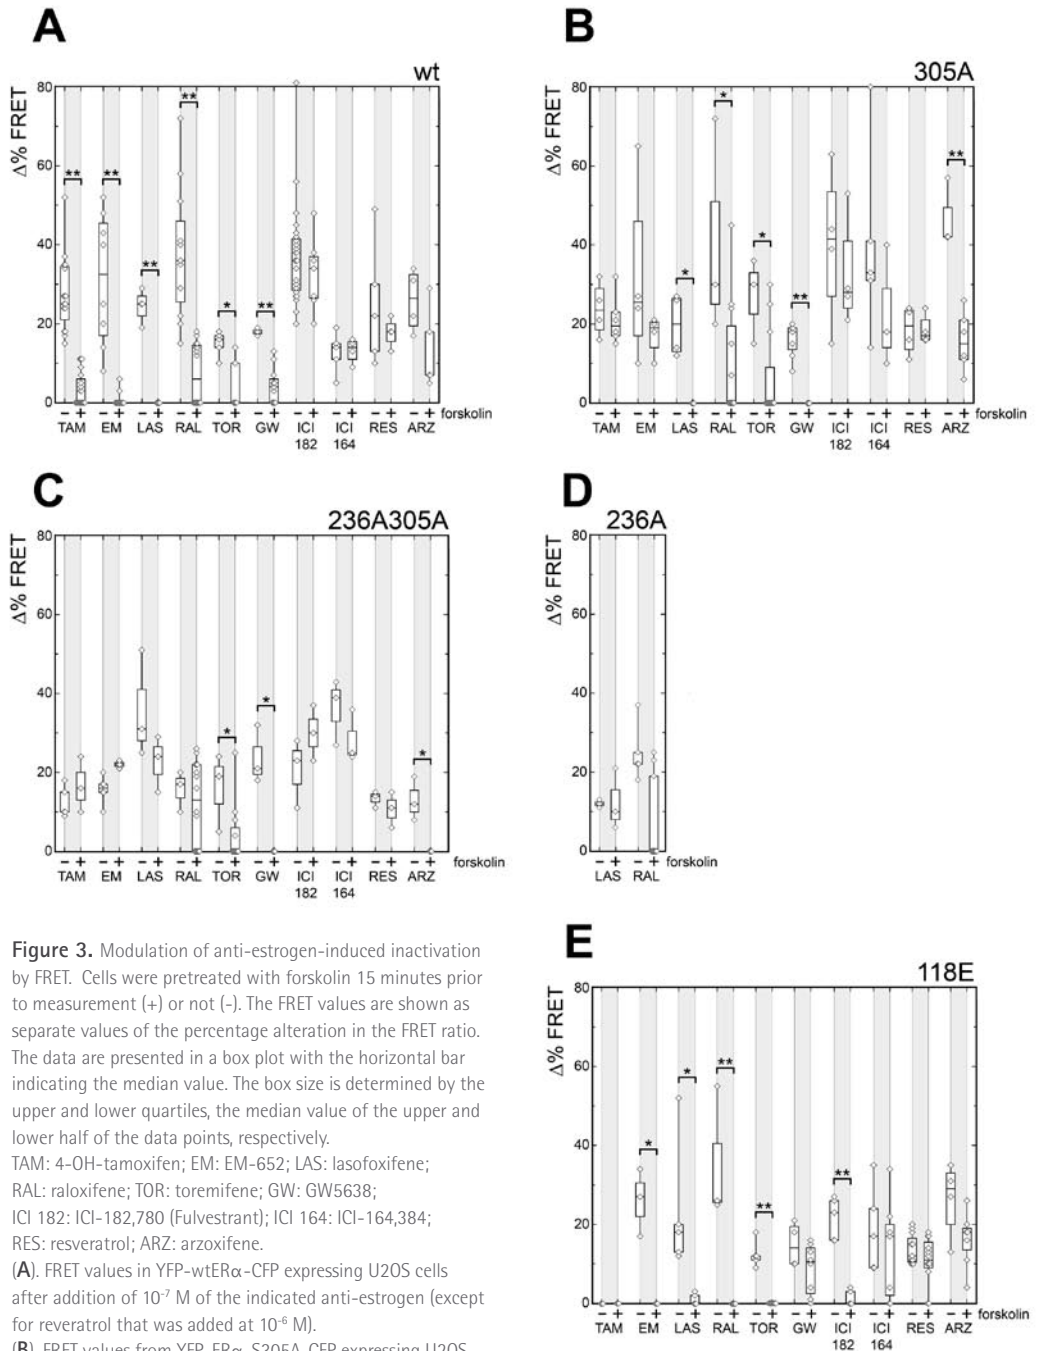 A
wt
Δ% FRET
80
60
40
20
0
** ** ** ** * **
– + – + – + – + – + – + – + – + – + – + forskolin
TAM EM LAS RAL TOR GW ICI ICI RES ARZ
182 164
B
305A
Δ% FRET
80
60
40
20
0
* * * ** **
– + – + – + – + – + – + – + – + – + – + forskolin
TAM EM LAS RAL TOR GW ICI ICI RES ARZ
182 164
C
236A305A
Δ% FRET
80
60
40
20
0
* * *
– + – + – + – + – + – + – + – + – + – + forskolin
TAM EM LAS RAL TOR GW ICI ICI RES ARZ
182 164
D
236A
Δ% FRET
80
60
40
20
0
– + – + forskolin
LAS RAL
E
118E
Δ% FRET
80
60
40
20
0
* * ** ** **
– + – + – + – + – + – + – + – + – + – + forskolin
TAM EM LAS RAL TOR GW ICI ICI RES ARZ
182 164
Figure 3. Modulation of anti-estrogen-induced inactivation
by FRET. Cells were pretreated with forskolin 15 minutes prior
to measurement (+) or not (-). The FRET values are shown as
separate values of the percentage alteration in the FRET ratio.
The data are presented in a box plot with the horizontal bar
indicating the median value. The box size is determined by the
upper and lower quartiles, the median value of the upper and
lower half of the data points, respectively.
TAM: 4-OH-tamoxifen; EM: EM-652; LAS: lasofoxifene;
RAL: raloxifene; TOR: toremifene; GW: GW5638;
ICI 182: ICI-182,780 (Fulvestrant); ICI 164: ICI-164,384;
RES: resveratrol; ARZ: arzoxifene.
(A). FRET values in YFP-wtERα-CFP expressing U2OS cells
after addition of 10⁻⁷ M of the indicated anti-estrogen (except
for reveratrol that was added at 10⁻⁶ M).
(B). FRET values from YFP-ERα-S305A-CFP expressing U2OS